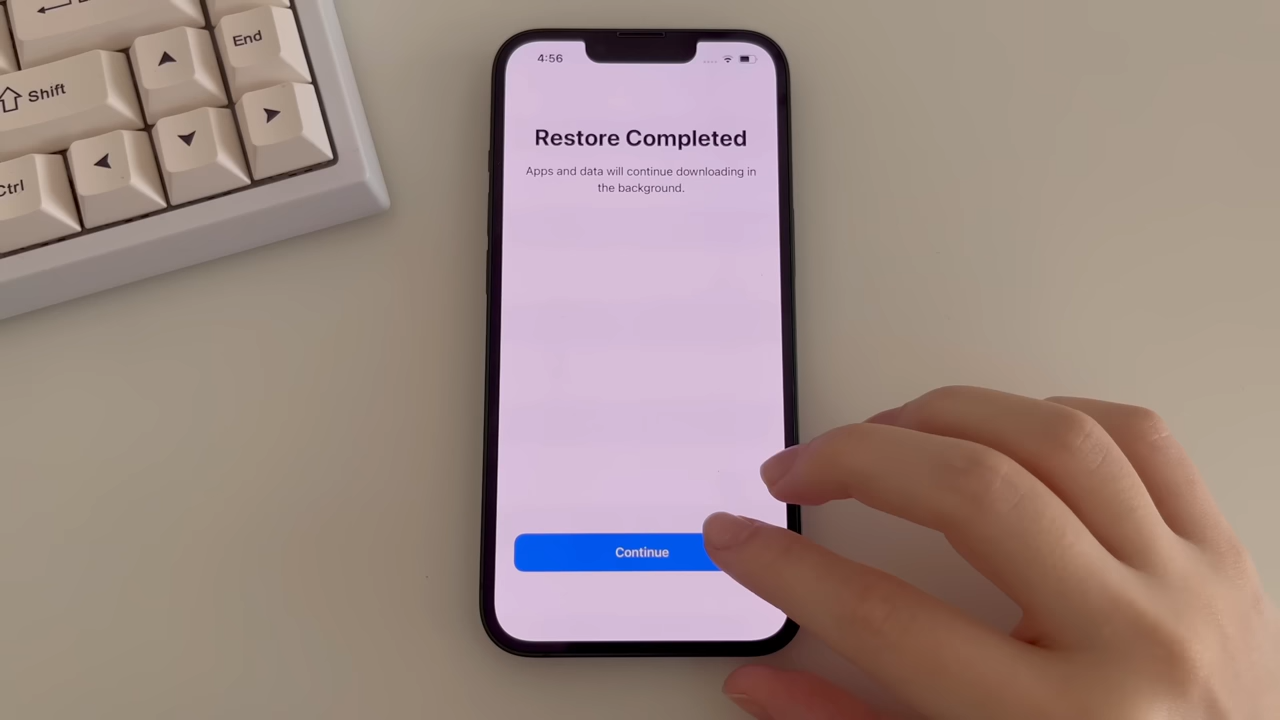 End
Shift
Ctrl
4:56
Restore Completed
Apps and data will continue downloading in
the background.
Continue